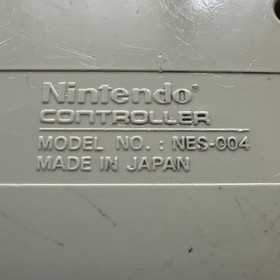 Nintendo®
CONTROLLER
MODEL NO. : NES-004
MADE IN JAPAN